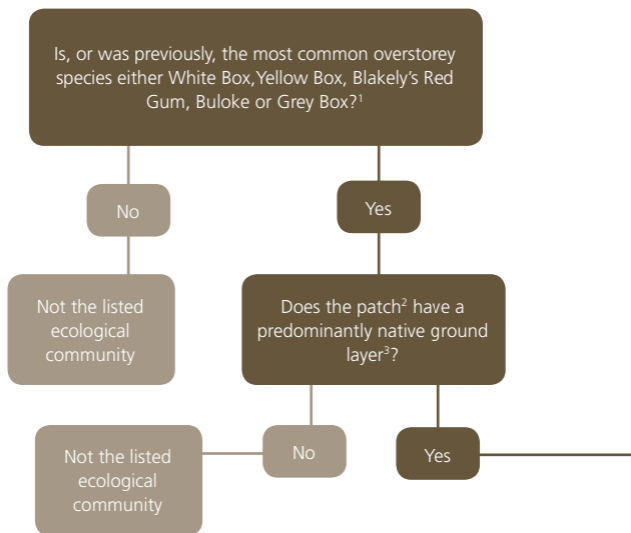 Is, or was previously, the most common overstorey
species either White Box,Yellow Box, Blakely's Red
Gum, Buloke or Grey Box?¹
No
Yes
Not the listed
ecological
community
Does the patch² have a
predominantly native ground
layer³?
Not the listed
ecological
community
No
Yes